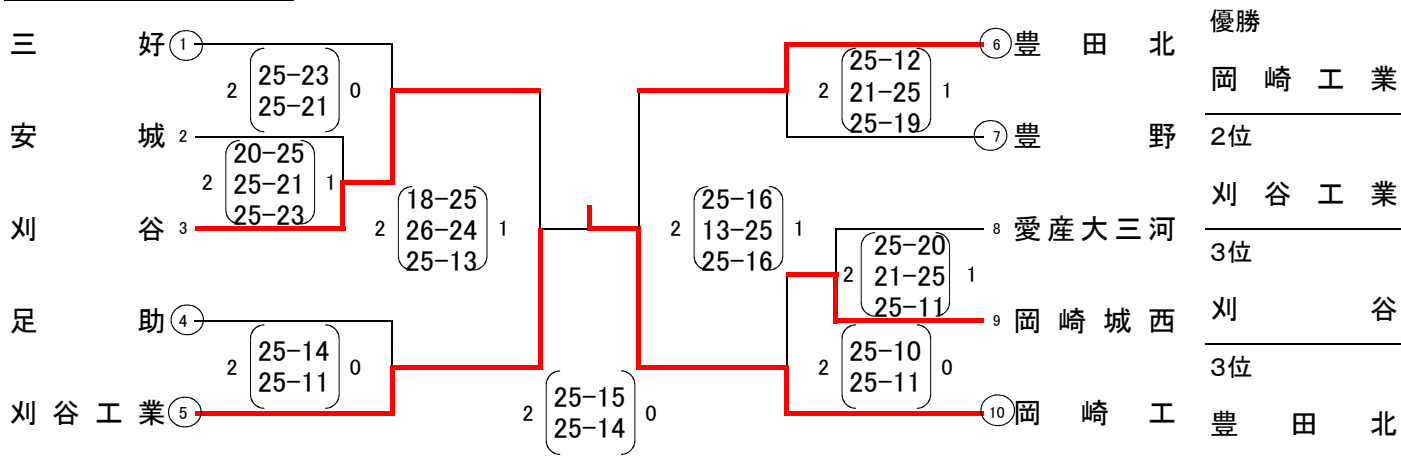 三 好 ①
2 25-23 0
25-21
安 城 2
20-25
2 25-21 1
25-23
刈 谷 3
18-25
2 26-24 1
25-13
足 助 ④
2 25-14 0
25-11
刈 谷 工 業 ⑤
2 25-15 0
25-14
⑥ 豊 田 北
25-12
2 21-25 1
25-19
⑦ 豊 野
25-16
2 13-25 1
25-16
8 愛産大三河
25-20
2 21-25 1
25-11
9 岡 崎 城 西
2 25-10 0
25-11
⑩ 岡 崎 工
優勝
岡 崎 工 業
2位
刈 谷 工 業
3位
刈 谷
3位
豊 田 北